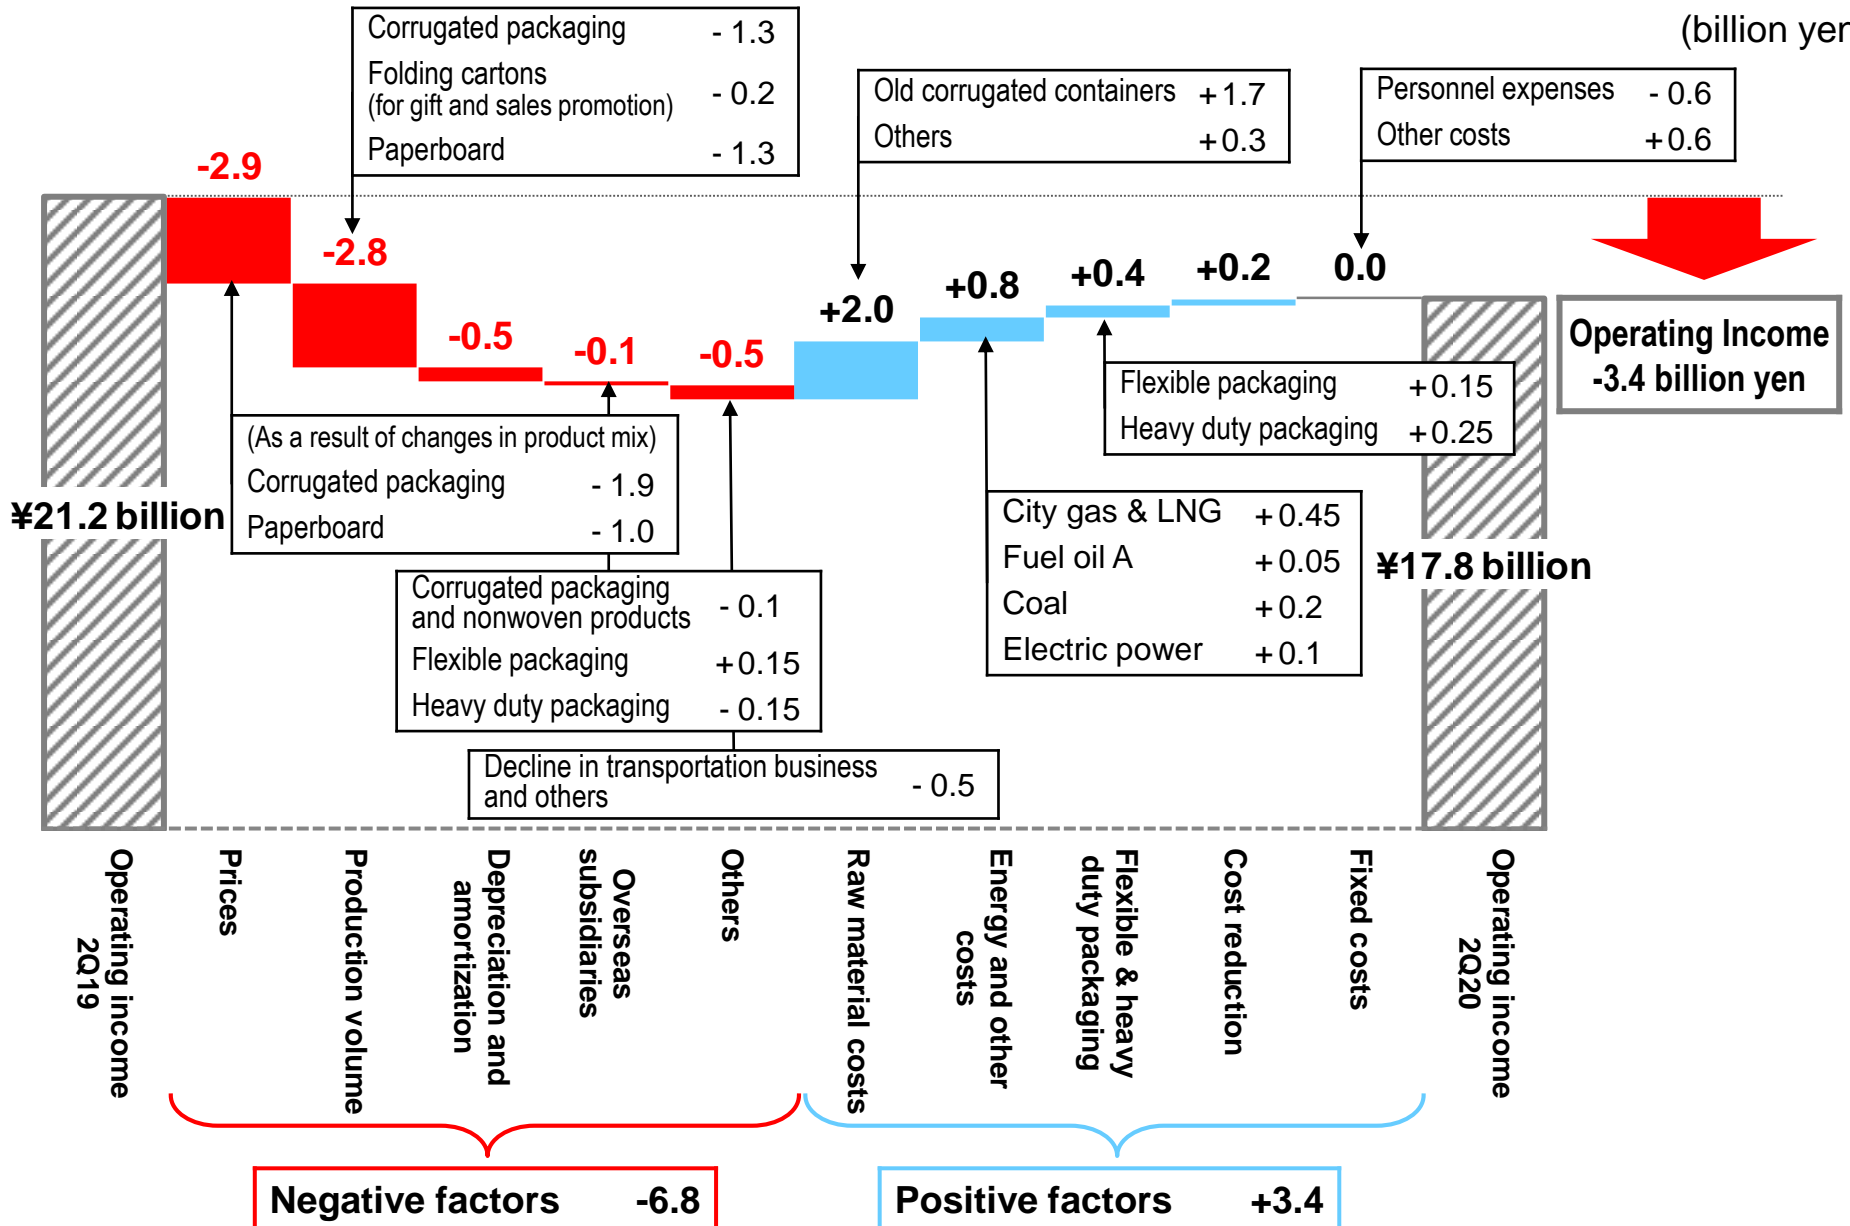 (billion yen
Corrugated packaging - 1.3
Folding cartons
(for gift and sales promotion) - 0.2
Paperboard - 1.3
Old corrugated containers +1.7
Others +0.3
Personnel expenses - 0.6
Other costs +0.6
-2.9
-2.8
-0.5
-0.1
-0.5
+2.0
+0.8
+0.4
+0.2
0.0
Operating Income
-3.4 billion yen
(As a result of changes in product mix)
Corrugated packaging - 1.9
Paperboard - 1.0
Flexible packaging +0.15
Heavy duty packaging +0.25
¥21.2 billion
City gas & LNG +0.45
Fuel oil A +0.05
Coal +0.2
Electric power +0.1
¥17.8 billion
Corrugated packaging
and nonwoven products - 0.1
Flexible packaging +0.15
Heavy duty packaging - 0.15
Decline in transportation business
and others - 0.5
Operating income
2Q19
Prices
Production volume
Depreciation and
amortization
Overseas
subsidiaries
Others
Raw material costs
Energy and other
costs
Flexible & heavy
duty packaging
Cost reduction
Fixed costs
Operating income
2Q20
Negative factors -6.8
Positive factors +3.4